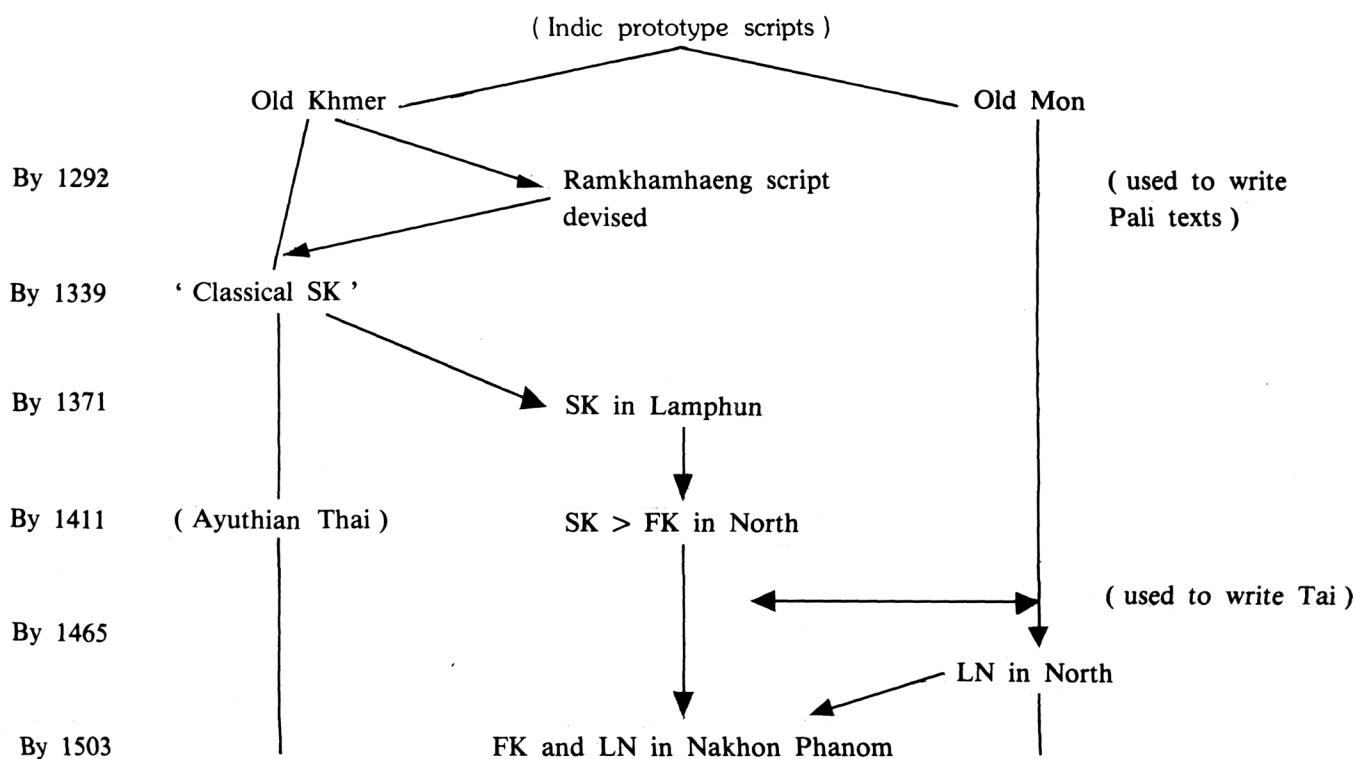 ( Indic prototype scripts )
Old Khmer Old Mon
By 1292 Ramkhamhaeng script ( used to write
devised Pali texts )
By 1339 ‘ Classical SK ’
By 1371 SK in Lamphun
By 1411 ( Ayuthian Thai ) SK > FK in North
( used to write Tai )
By 1465
LN in North
By 1503 FK and LN in Nakhon Phanom